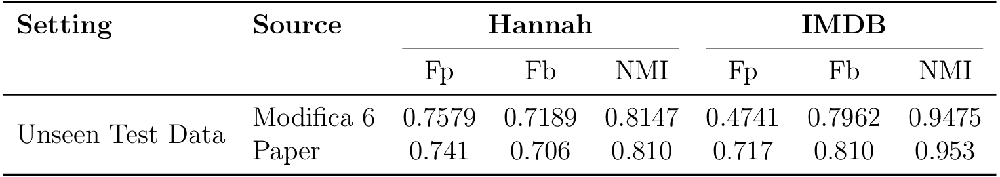 Setting Source Hannah IMDB
Fp Fb NMI Fp Fb NMI
Modifica 6 0.7579 0.7189 0.8147 0.4741 0.7962 0.9475
Unseen Test Data
Paper 0.741 0.706 0.810 0.717 0.810 0.953